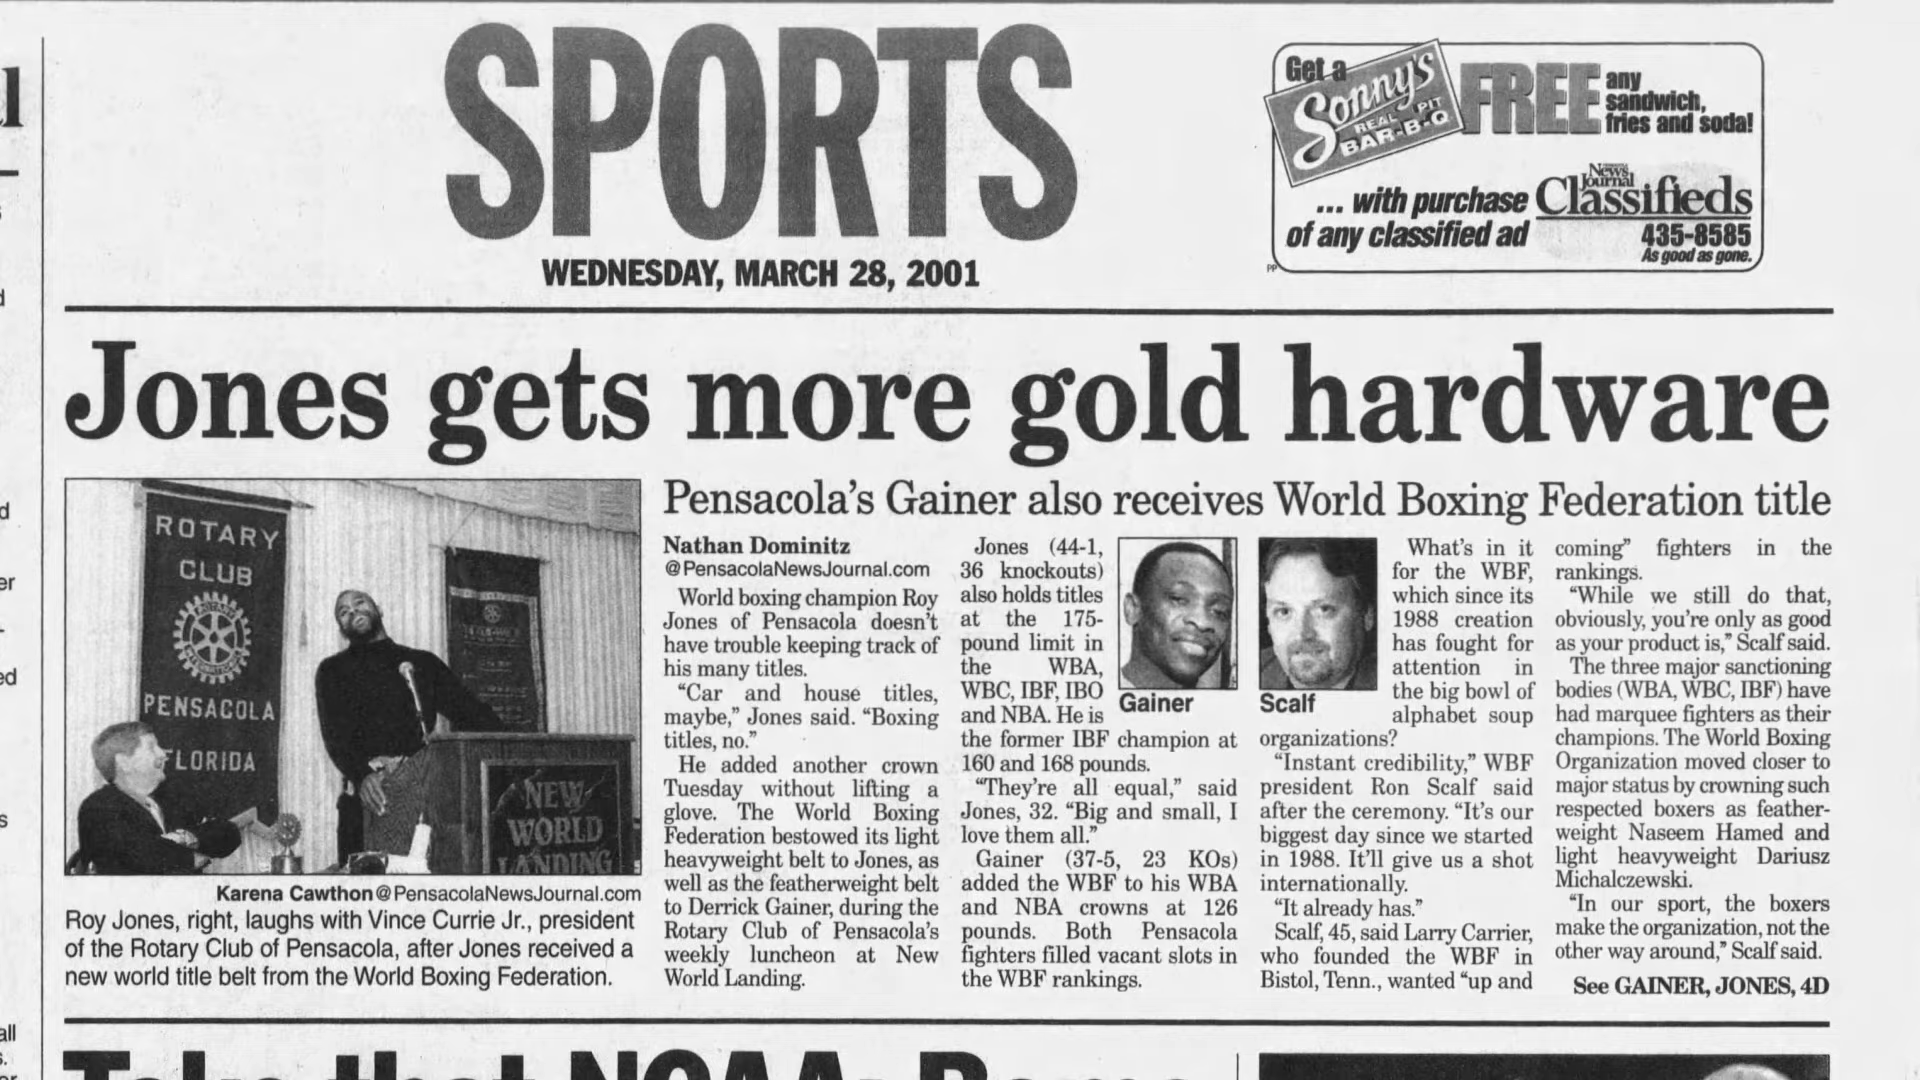 SPORTS
WEDNESDAY, MARCH 28, 2001
Get a
Sonny's
REAL PIT
BAR-B-Q
FREE
any
sandwich,
fries and soda!
... with purchase
of any classified ad
News
Journal
Classifieds
435-8585
As good as gone.
PP
Jones gets more gold hardware
ROTARY
CLUB
ROTARY
INTERNATIONAL
PENSACOLA
FLORIDA
NEW
WORLD
LANDING
Karena Cawthon@PensacolaNewsJournal.com
Roy Jones, right, laughs with Vince Currie Jr., president
of the Rotary Club of Pensacola, after Jones received a
new world title belt from the World Boxing Federation.
Pensacola's Gainer also receives World Boxing Federation title
Nathan Dominitz
@PensacolaNewsJournal.com
World boxing champion Roy
Jones of Pensacola doesn't
have trouble keeping track of
his many titles.
"Car and house titles,
maybe," Jones said. "Boxing
titles, no."
He added another crown
Tuesday without lifting a
glove. The World Boxing
Federation bestowed its light
heavyweight belt to Jones, as
well as the featherweight belt
to Derrick Gainer, during the
Rotary Club of Pensacola's
weekly luncheon at New
World Landing.
Jones (44-1,
36 knockouts)
also holds titles
at the 175-
pound limit in
the WBA,
WBC, IBF, IBO
and NBA. He is
the former IBF champion at
160 and 168 pounds.
"They're all equal," said
Jones, 32. "Big and small, I
love them all."
Gainer (37-5, 23 KOs)
added the WBF to his WBA
and NBA crowns at 126
pounds. Both Pensacola
fighters filled vacant slots in
the WBF rankings.
Gainer
Scalf
What's in it
for the WBF,
which since its
1988 creation
has fought for
attention in
the big bowl of
alphabet soup
organizations?
"Instant credibility," WBF
president Ron Scalf said
after the ceremony. "It's our
biggest day since we started
in 1988. It'll give us a shot
internationally.
"It already has."
Scalf, 45, said Larry Carrier,
who founded the WBF in
Bistol, Tenn., wanted "up and
coming" fighters in the
rankings.
"While we still do that,
obviously, you're only as good
as your product is," Scalf said.
The three major sanctioning
bodies (WBA, WBC, IBF) have
had marquee fighters as their
champions. The World Boxing
Organization moved closer to
major status by crowning such
respected boxers as feather-
weight Naseem Hamed and
light heavyweight Dariusz
Michalczewski.
"In our sport, the boxers
make the organization, not the
other way around," Scalf said.
See GAINER, JONES, 4D